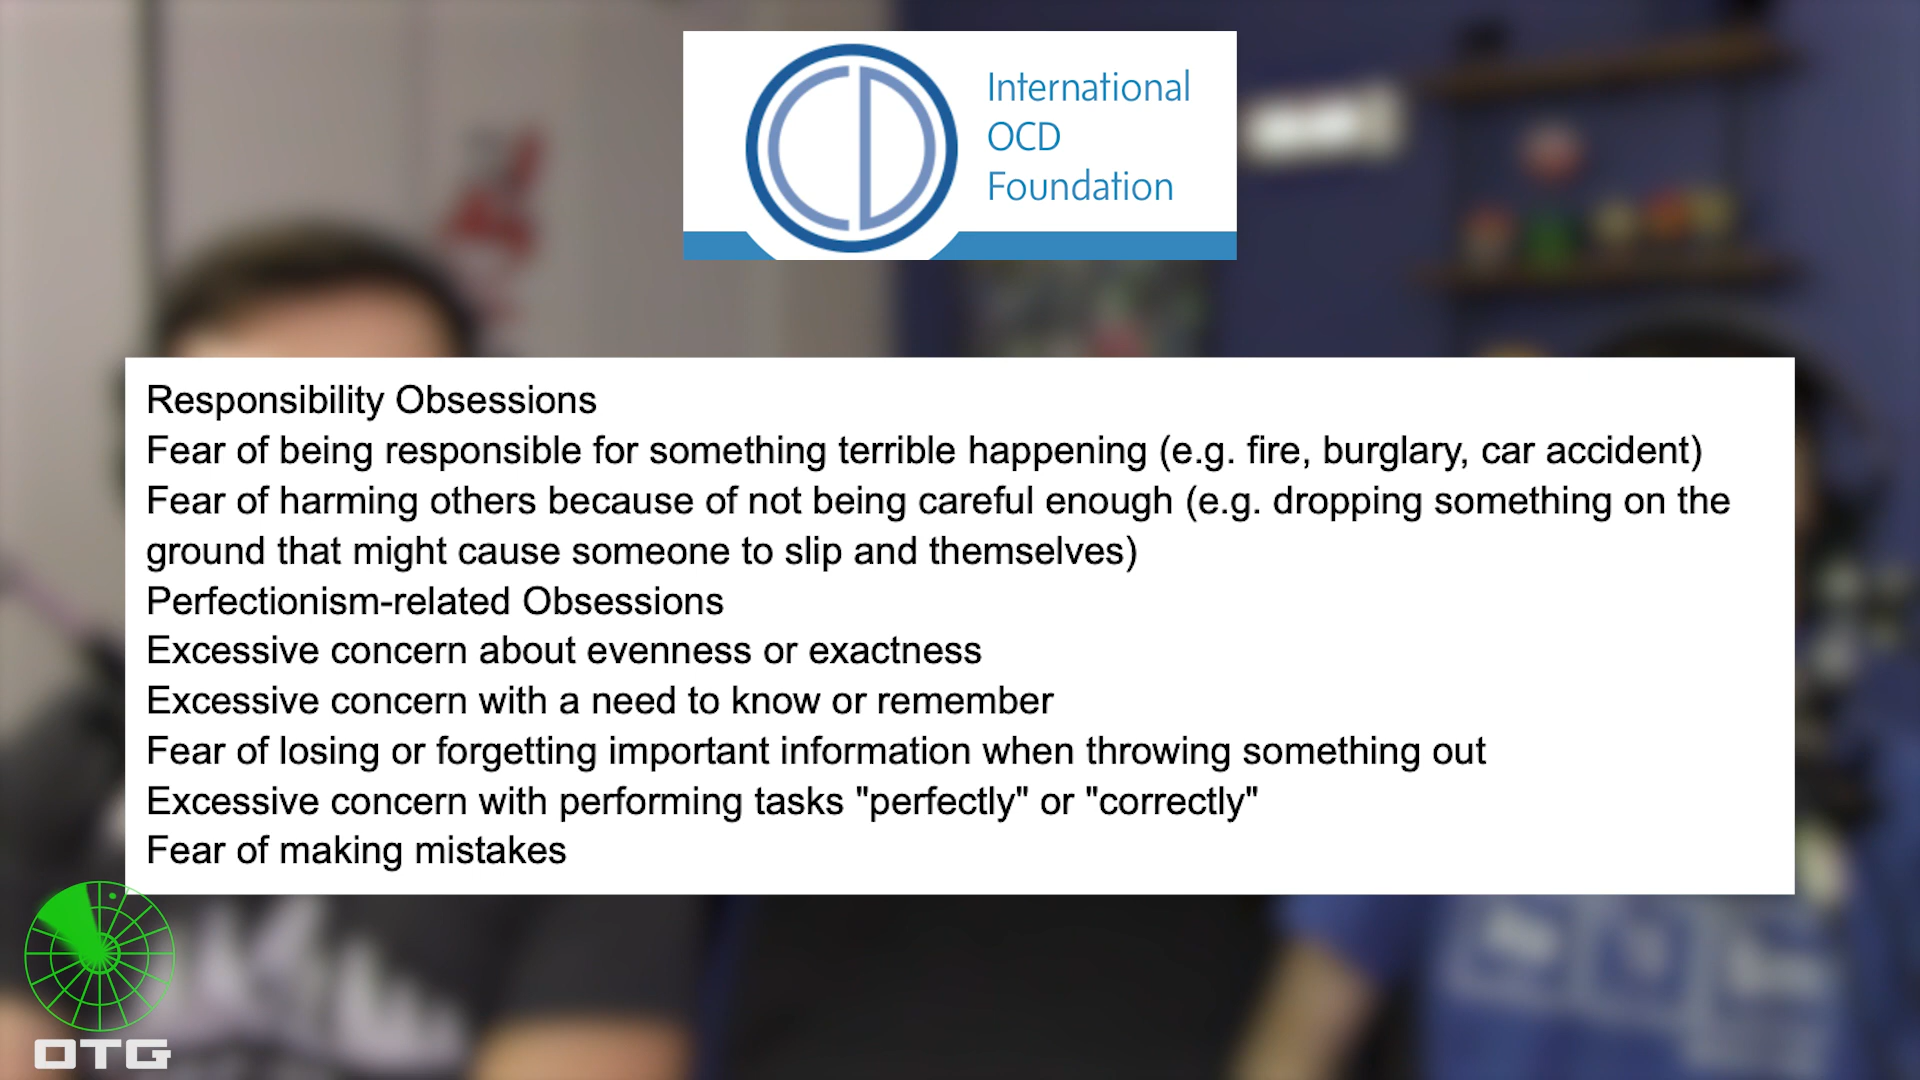 International
OCD
Foundation
Responsibility Obsessions
Fear of being responsible for something terrible happening (e.g. fire, burglary, car accident)
Fear of harming others because of not being careful enough (e.g. dropping something on the
ground that might cause someone to slip and themselves)
Perfectionism-related Obsessions
Excessive concern about evenness or exactness
Excessive concern with a need to know or remember
Fear of losing or forgetting important information when throwing something out
Excessive concern with performing tasks "perfectly" or "correctly"
Fear of making mistakes
OTG